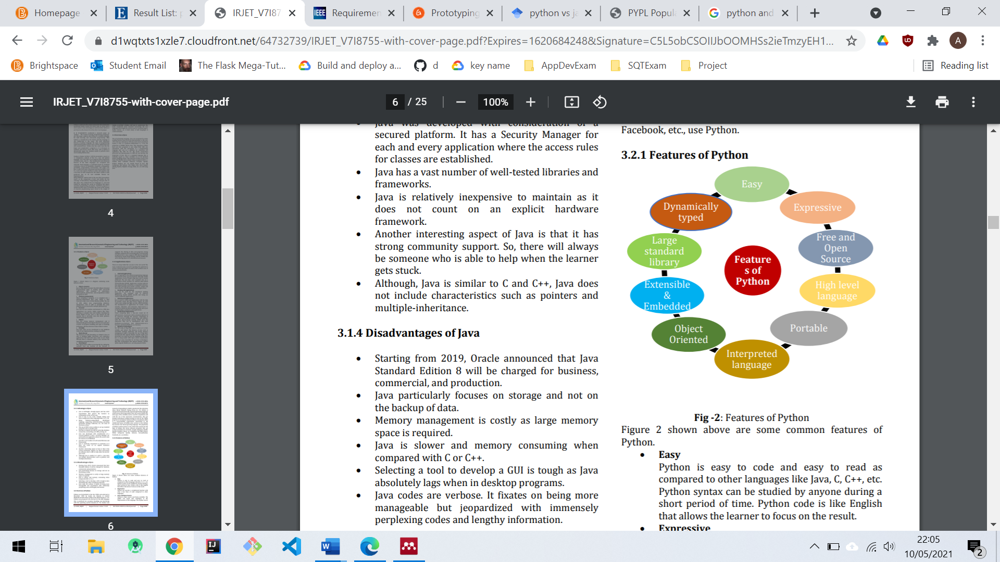 Homepage
Result List: p
IRJET_V7I87
IEEE
Requiremen
Prototyping
python vs ja
PYPL Popula
python and
d1wqtxts1xzle7.cloudfront.net/64732739/IRJET_V7I8755-with-cover-page.pdf?Expires=1620684248&Signature=C5L5obCSOIIJbOOMHSs2ieTmzyEH1...
A
Brightspace
Student Email
The Flask Mega-Tut...
Build and deploy a...
d
key name
AppDevExam
SQTExam
Project
Reading list
IRJET_V7I8755-with-cover-page.pdf
6 / 25
100%
4
5
6
Java was developed with consideration of a
secured platform. It has a Security Manager for
each and every application where the access rules
for classes are established.
• Java has a vast number of well-tested libraries and
frameworks.
• Java is relatively inexpensive to maintain as it
does not count on an explicit hardware
framework.
• Another interesting aspect of Java is that it has
strong community support. So, there will always
be someone who is able to help when the learner
gets stuck.
• Although, Java is similar to C and C++, Java does
not include characteristics such as pointers and
multiple-inheritance.
3.1.4 Disadvantages of Java
• Starting from 2019, Oracle announced that Java
Standard Edition 8 will be charged for business,
commercial, and production.
• Java particularly focuses on storage and not on
the backup of data.
• Memory management is costly as large memory
space is required.
• Java is slower and memory consuming when
compared with C or C++.
• Selecting a tool to develop a GUI is tough as Java
absolutely lags when in desktop programs.
• Java codes are verbose. It fixates on being more
manageable but jeopardized with immensely
perplexing codes and lengthy information.
Facebook, etc., use Python.
3.2.1 Features of Python
Easy
Expressive
Free and
Open
Source
High level
language
Portable
Interpreted
language
Object
Oriented
Extensible
&
Embedded
Large
standard
library
Dynamically
typed
Feature
s of
Python
Fig -2: Features of Python
Figure 2 shown above are some common features of
Python.
• Easy
Python is easy to code and easy to read as
compared to other languages like Java, C, C++, etc.
Python syntax can be studied by anyone during a
short period of time. Python code is like English
that allows the learner to focus on the result.
• Expressive
22:05
10/05/2021
2